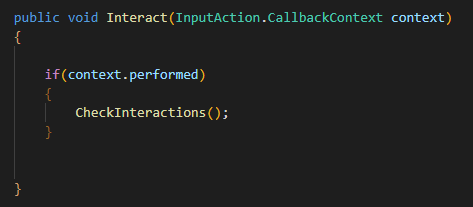 public void Interact(InputAction.CallbackContext context)
{
if(context.performed)
{
CheckInteractions();
}
}